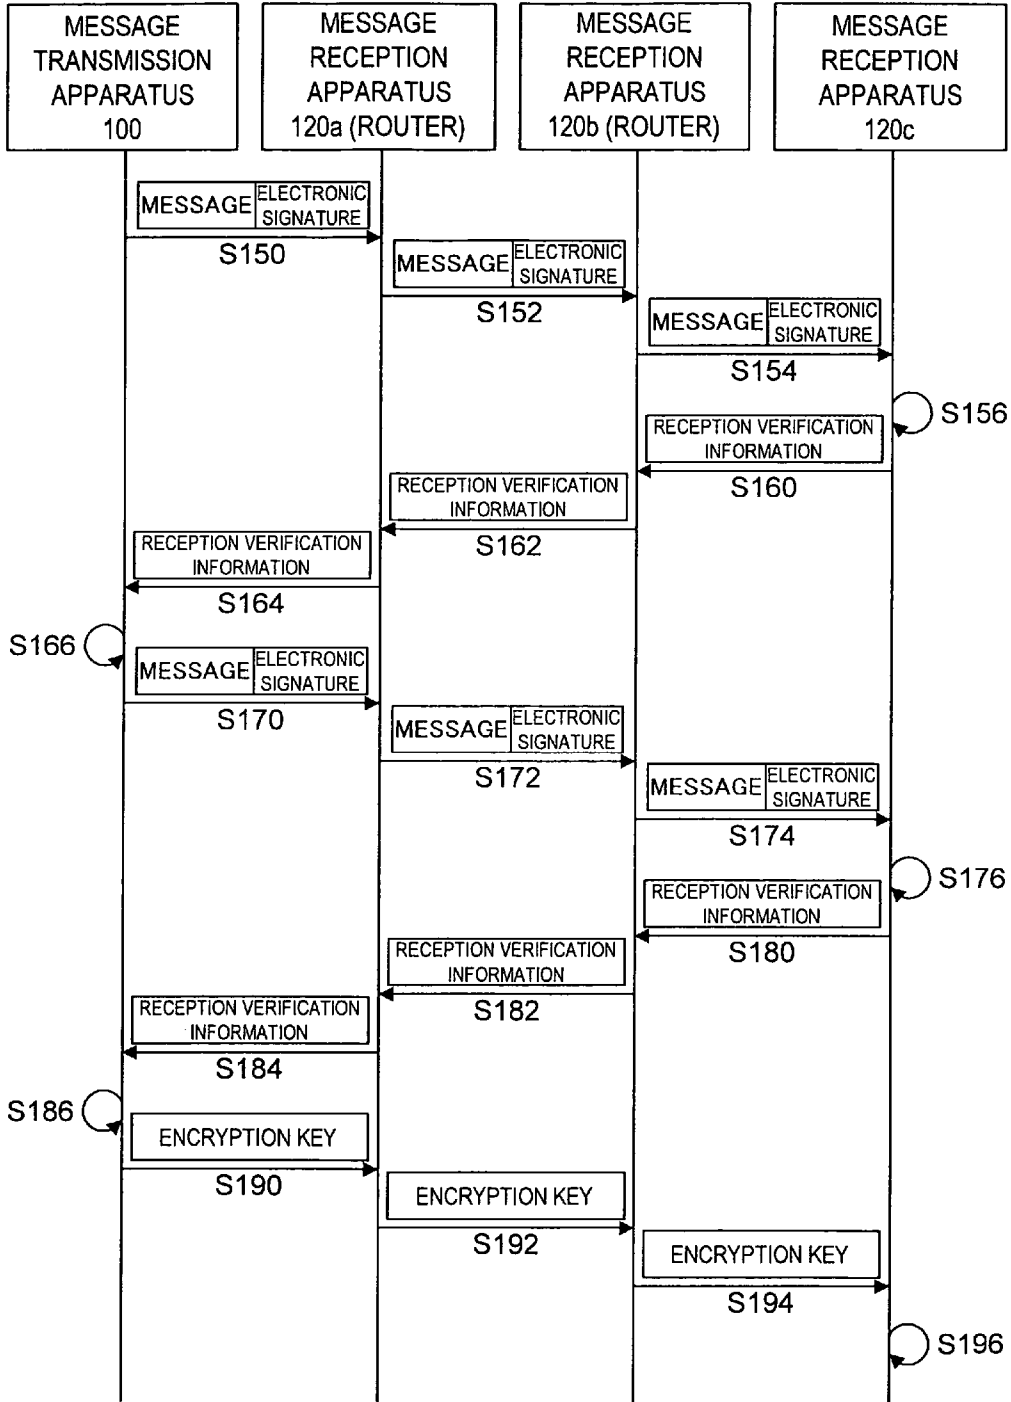 MESSAGE
TRANSMISSION
APPARATUS
100
MESSAGE
RECEPTION
APPARATUS
120a (ROUTER)
MESSAGE
RECEPTION
APPARATUS
120b (ROUTER)
MESSAGE
RECEPTION
APPARATUS
120c
MESSAGE
ELECTRONIC
SIGNATURE
S150
MESSAGE
ELECTRONIC
SIGNATURE
S152
MESSAGE
ELECTRONIC
SIGNATURE
S154
S156
RECEPTION VERIFICATION
INFORMATION
S160
RECEPTION VERIFICATION
INFORMATION
S162
RECEPTION VERIFICATION
INFORMATION
S164
S166
MESSAGE
ELECTRONIC
SIGNATURE
S170
MESSAGE
ELECTRONIC
SIGNATURE
S172
MESSAGE
ELECTRONIC
SIGNATURE
S174
S176
RECEPTION VERIFICATION
INFORMATION
S180
RECEPTION VERIFICATION
INFORMATION
S182
RECEPTION VERIFICATION
INFORMATION
S184
S186
ENCRYPTION KEY
S190
ENCRYPTION KEY
S192
ENCRYPTION KEY
S194
S196